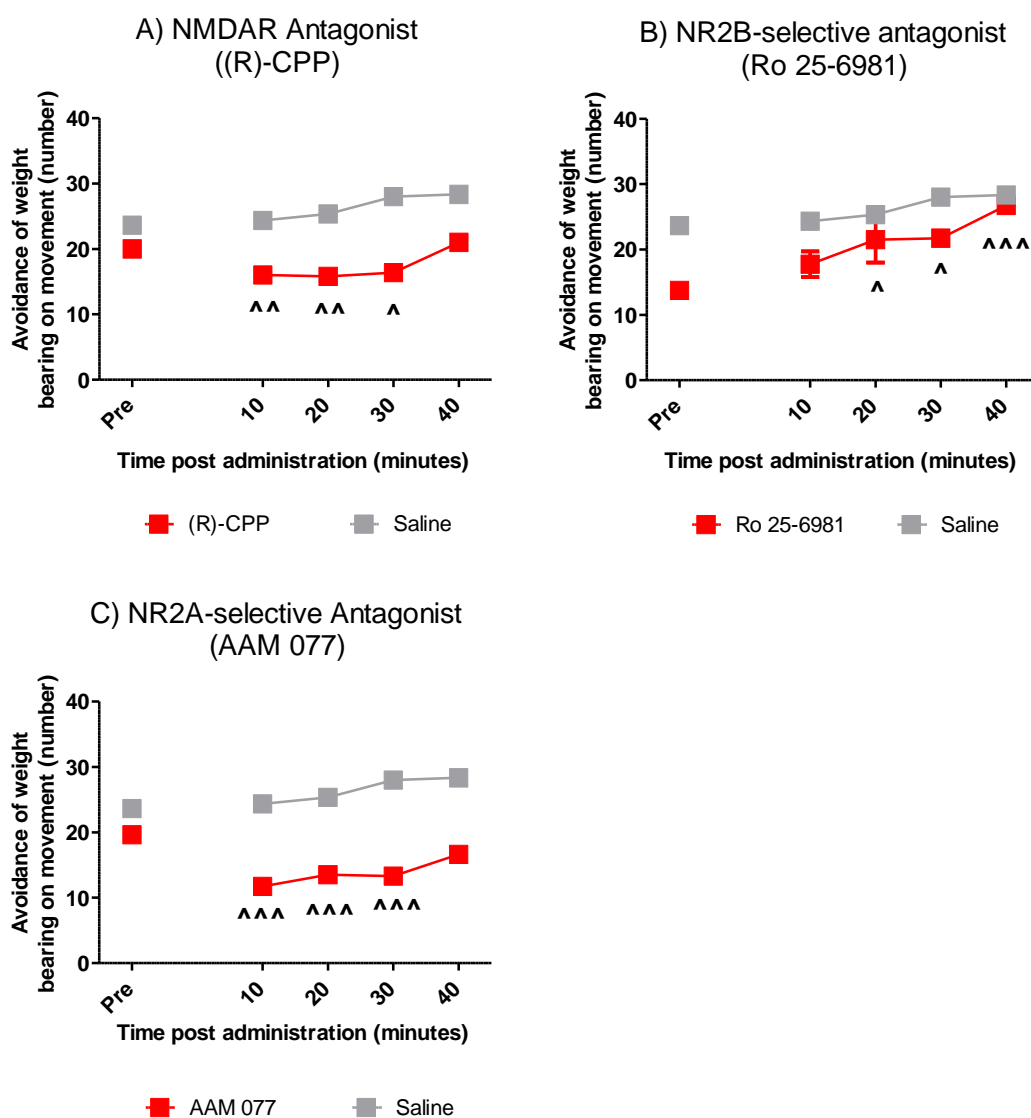 A) NMDAR Antagonist
((R)-CPP)
Avoidance of weight
bearing on movement (number)
40
30
20
10
0
^^
^^
^
Pre
10
20
30
40
Time post administration (minutes)
(R)-CPP
Saline
B) NR2B-selective antagonist
(Ro 25-6981)
Avoidance of weight
bearing on movement (number)
40
30
20
10
0
^
^
^^^
Pre
10
20
30
40
Time post administration (minutes)
Ro 25-6981
Saline
C) NR2A-selective Antagonist
(AAM 077)
Avoidance of weight
bearing on movement (number)
40
30
20
10
0
^^^
^^^
^^^
Pre
10
20
30
40
Time post administration (minutes)
AAM 077
Saline